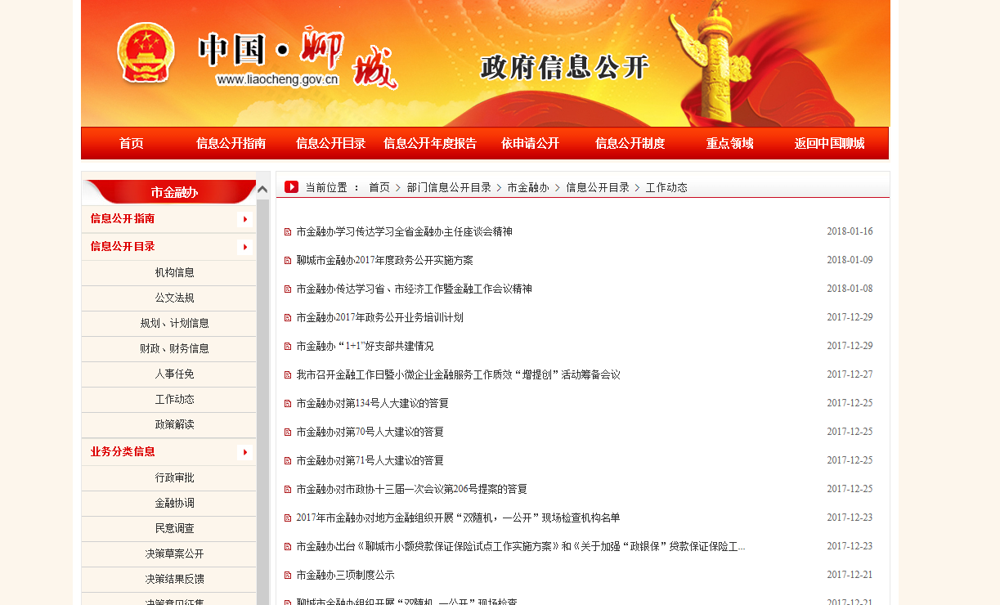 中国·聊城
www.liaocheng.gov.cn
政府信息公开
首页 信息公开指南 信息公开目录 信息公开年度报告 依申请公开 信息公开制度 重点领域 返回中国聊城
市金融办
信息公开指南
信息公开目录
机构信息
公文法规
规划、计划信息
财政、财务信息
人事任免
工作动态
政策解读
业务分类信息
行政审批
金融协调
民意调查
决策草案公开
决策结果反馈
决策意见征集
当前位置 : 首页 > 部门信息公开目录 > 市金融办 > 信息公开目录 > 工作动态
市金融办学习传达学习全省金融办主任座谈会精神 2018-01-16
聊城市金融办2017年度政务公开实施方案 2018-01-09
市金融办传达学习省、市经济工作暨金融工作会议精神 2018-01-08
市金融办2017年政务公开业务培训计划 2017-12-29
市金融办“1+1”好支部共建情况 2017-12-29
我市召开金融工作日暨小微企业金融服务工作质效“增提创”活动筹备会议 2017-12-27
市金融办对第134号人大建议的答复 2017-12-25
市金融办对第70号人大建议的答复 2017-12-25
市金融办对第71号人大建议的答复 2017-12-25
市金融办对市政协十三届一次会议第206号提案的答复 2017-12-25
2017年市金融办对地方金融组织开展“双随机，一公开”现场检查机构名单 2017-12-23
市金融办出台《聊城市小额贷款保证保险试点工作实施方案》和《关于加强“政银保”贷款保证保险工... 2017-12-23
市金融办三项制度公示 2017-12-21
聊城市金融办组织开展“双随机 一公开”现场检查 2017-12-21